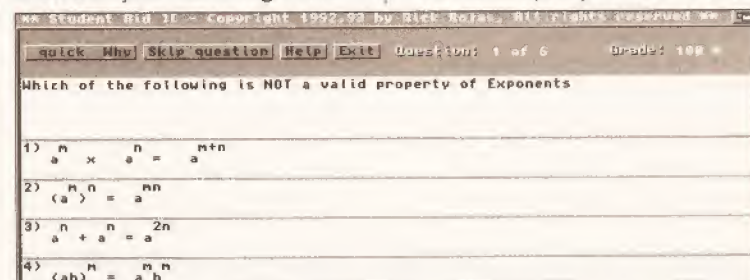 ** Student Aid II - Copyright 1992,93 by Rick Rojas, All rights reserved **
quick Why Skip question Help Exit Question: 1 of 6 Grade: 100 *
Which of the following is NOT a valid property of Exponents
1) m n m+n
a x a = a
2) m n mn
(a ) = a
3) n n 2n
a + a = a
4) m m m
(ab) = a b